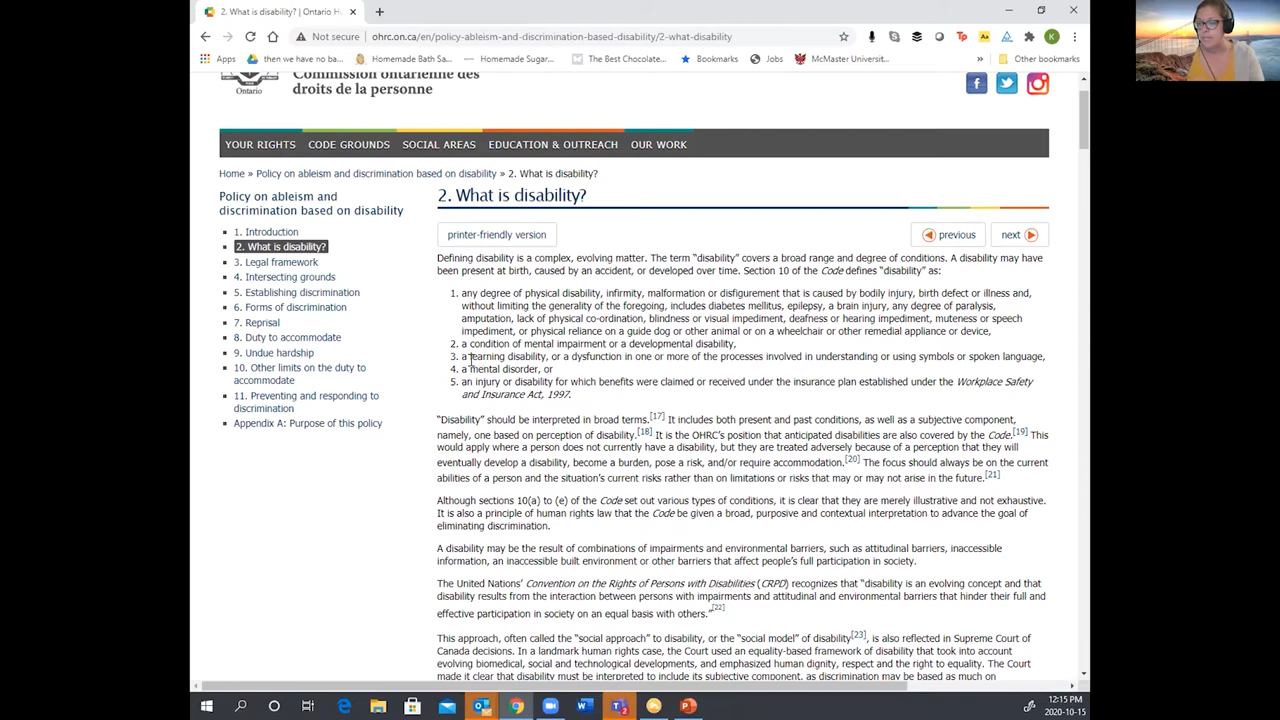 2. What is disability? | Ontario H
Not secure
ohrc.on.ca/en/policy-ableism-and-discrimination-based-disability/2-what-disability
Apps
then we have no ba...
Homemade Bath Sa...
Homemade Sugar...
The Best Chocolate...
Bookmarks
Jobs
McMaster Universit...
Other bookmarks
Commission ontarienne des
droits de la personne
Ontario
YOUR RIGHTS
CODE GROUNDS
SOCIAL AREAS
EDUCATION & OUTREACH
OUR WORK
Home » Policy on ableism and discrimination based on disability » 2. What is disability?
Policy on ableism and
discrimination based on disability
1. Introduction
2. What is disability?
3. Legal framework
4. Intersecting grounds
5. Establishing discrimination
6. Forms of discrimination
7. Reprisal
8. Duty to accommodate
9. Undue hardship
10. Other limits on the duty to
accommodate
11. Preventing and responding to
discrimination
Appendix A: Purpose of this policy
2. What is disability?
printer-friendly version
previous
next
Defining disability is a complex, evolving matter. The term “disability” covers a broad range and degree of conditions. A disability may have
been present at birth, caused by an accident, or developed over time. Section 10 of the Code defines “disability” as:
1. any degree of physical disability, infirmity, malformation or disfigurement that is caused by bodily injury, birth defect or illness and,
without limiting the generality of the foregoing, includes diabetes mellitus, epilepsy, a brain injury, any degree of paralysis,
amputation, lack of physical co-ordination, blindness or visual impediment, deafness or hearing impediment, muteness or speech
impediment, or physical reliance on a guide dog or other animal or on a wheelchair or other remedial appliance or device,
2. a condition of mental impairment or a developmental disability,
3. a learning disability, or a dysfunction in one or more of the processes involved in understanding or using symbols or spoken language,
4. a mental disorder, or
5. an injury or disability for which benefits were claimed or received under the insurance plan established under the Workplace Safety
and Insurance Act, 1997.
“Disability” should be interpreted in broad terms.[17] It includes both present and past conditions, as well as a subjective component,
namely, one based on perception of disability.[18] It is the OHRC’s position that anticipated disabilities are also covered by the Code.[19] This
would apply where a person does not currently have a disability, but they are treated adversely because of a perception that they will
eventually develop a disability, become a burden, pose a risk, and/or require accommodation.[20] The focus should always be on the current
abilities of a person and the situation’s current risks rather than on limitations or risks that may or may not arise in the future.[21]
Although sections 10(a) to (e) of the Code set out various types of conditions, it is clear that they are merely illustrative and not exhaustive.
It is also a principle of human rights law that the Code be given a broad, purposive and contextual interpretation to advance the goal of
eliminating discrimination.
A disability may be the result of combinations of impairments and environmental barriers, such as attitudinal barriers, inaccessible
information, an inaccessible built environment or other barriers that affect people’s full participation in society.
The United Nations’ Convention on the Rights of Persons with Disabilities (CRPD) recognizes that “disability is an evolving concept and that
disability results from the interaction between persons with impairments and attitudinal and environmental barriers that hinder their full and
effective participation in society on an equal basis with others.”[22]
This approach, often called the “social approach” to disability, or the “social model” of disability[23], is also reflected in Supreme Court of
Canada decisions. In a landmark human rights case, the Court used an equality-based framework of disability that took into account
evolving biomedical, social and technological developments, and emphasized human dignity, respect and the right to equality. The Court
made it clear that disability must be interpreted to include its subjective component, as discrimination may be based as much on
12:15 PM
2020-10-15